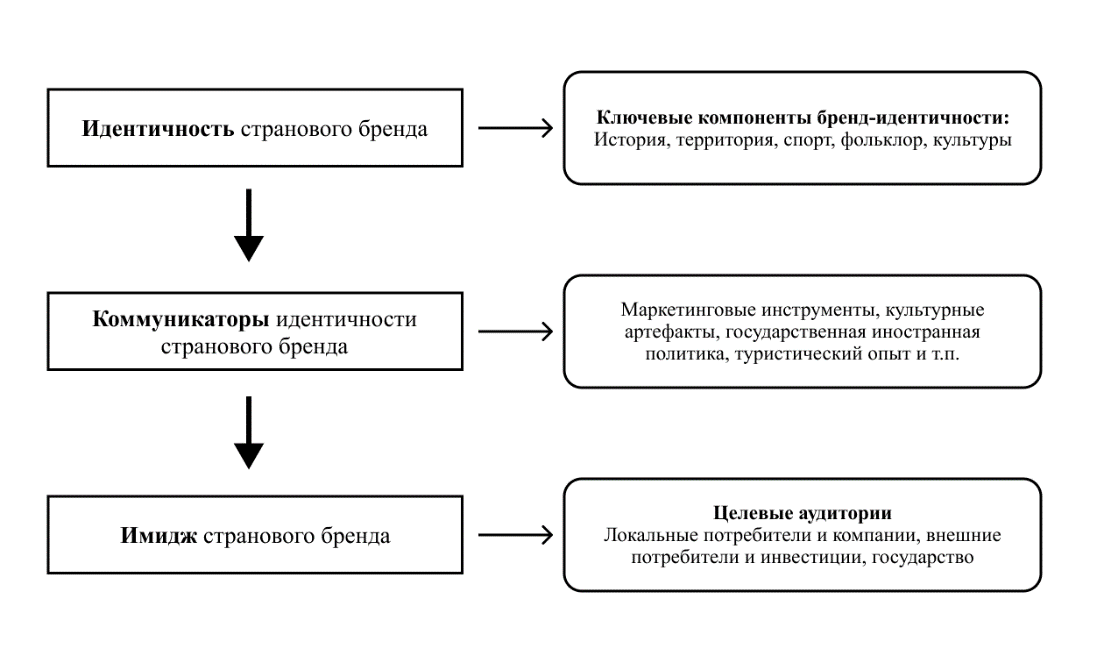 Идентичность странового бренда
Ключевые компоненты бренд-идентичности:
История, территория, спорт, фольклор, культуры
Коммуникаторы идентичности
странового бренда
Маркетинговые инструменты, культурные
артефакты, государственная иностранная
политика, туристический опыт и т.п.
Имидж странового бренда
Целевые аудитории
Локальные потребители и компании, внешние
потребители и инвестиции, государство